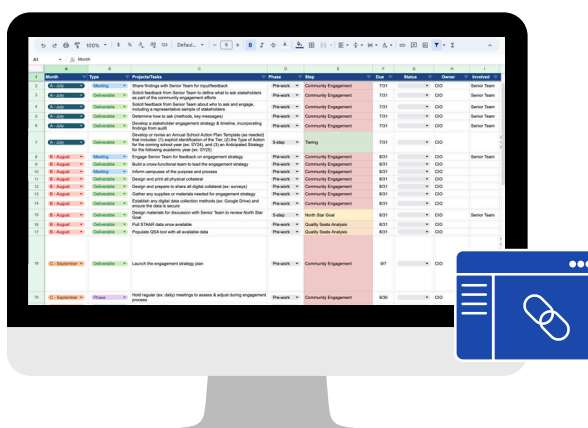 100% $ % .0 .00 123 Defaul... - 9 + B I A
A1 fx Month
A B C D E F G H I
1 Month Type Projects/Tasks Phase Step Due Status Owner Involved
2 A - July Meeting Share findings with Senior Team for input/feedback Pre-work Community Engagement 7/31 CIO Senior Team
3 A - July Deliverable Solicit feedback from Senior Team to define what to ask stakeholders as part of the community engagement efforts Pre-work Community Engagement 7/31 CIO Senior Team
4 A - July Deliverable Solicit feedback from Senior Team about who to ask and engage, including a representative sample of stakeholders Pre-work Community Engagement 7/31 CIO Senior Team
5 A - July Deliverable Determine how to ask (methods, key messages) Pre-work Community Engagement 7/31 CIO
6 A - July Deliverable Develop a stakeholder engagement strategy & timeline, incorporating findings from audit Pre-work Community Engagement 7/31 CIO
7 A - July Deliverable Develop or revise an Annual School Action Plan Template (as needed) that includes: (1) explicit identification of the Tier, (2) the Type of Action for the coming school year (ex: SY24), and (3) an Anticipated Strategy for the following academic year (ex: SY25) 5-step Tiering 7/31 CIO
8 B - August Meeting Engage Senior Team for feedback on engagement strategy Pre-work Community Engagement 8/31 CIO Senior Team
9 B - August Deliverable Build a cross-functional team to lead the engagement strategy Pre-work Community Engagement 8/31 CIO
10 B - August Meeting Inform campuses of the purpose and process Pre-work Community Engagement 8/31 CIO
11 B - August Deliverable Design and print all physical collateral Pre-work Community Engagement 8/31 CIO
12 B - August Deliverable Design and prepare to share all digital collateral (ex: surveys) Pre-work Community Engagement 8/31 CIO
13 B - August Deliverable Gather any supplies or materials needed for engagement strategy Pre-work Community Engagement 8/31 CIO
14 B - August Deliverable Establish any digital data collection methods (ex: Google Drive) and ensure the data is secure Pre-work Community Engagement 8/31 CIO
15 B - August Deliverable Design materials for discussion with Senior Team to review North Star Goal 5-step North Star Goal 8/31 CIO Senior Team
16 B - August Deliverable Pull STAAR data once available Pre-work Quality Seats Analysis 8/31 CIO
17 B - August Deliverable Populate QSA tool with all available data Pre-work Quality Seats Analysis 8/31 CIO
18 C - September Deliverable Launch the engagement strategy plan Pre-work Community Engagement 9/7 CIO
19 C - September Phase Hold regular (ex: daily) meetings to assess & adjust during engagement process Pre-work Community Engagement 9/30 CIO